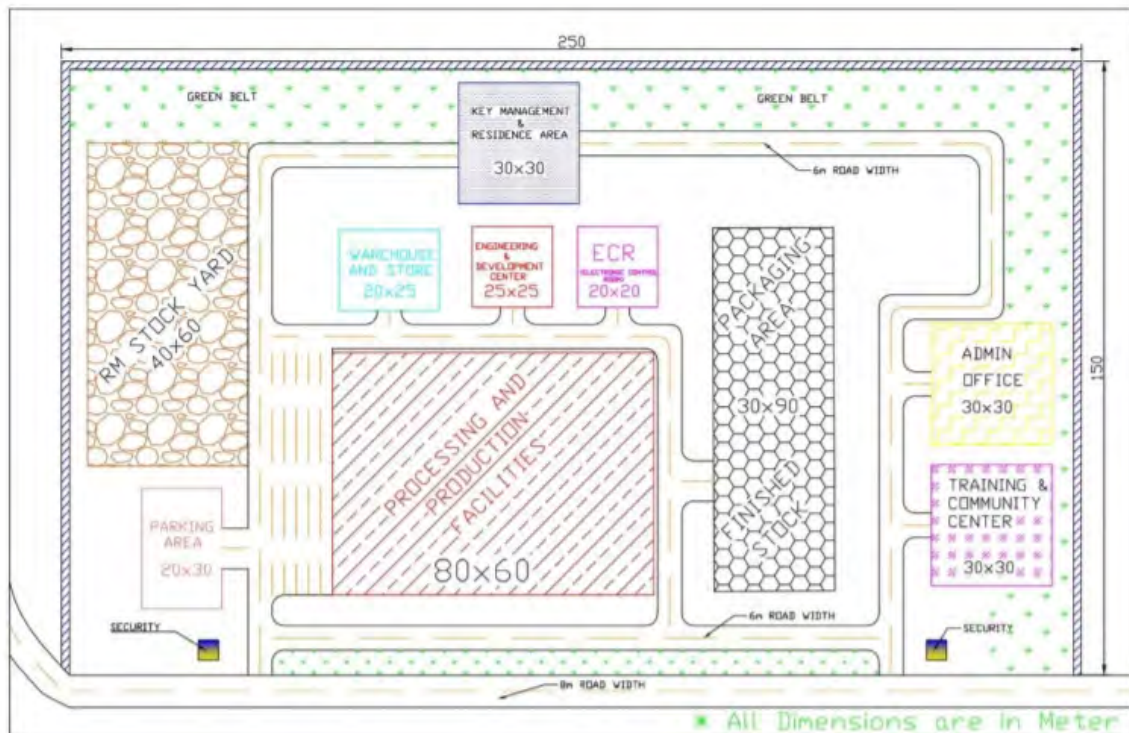 250
GREEN BELT
KEY MANAGEMENT
&
RESIDENCE AREA
30x30
GREEN BELT
6m ROAD WIDTH
RM STOCK YARD
40x60
WAREHOUSE
AND STORE
20x25
ENGINEERING
&
DEVELOPMENT
CENTER
25x25
ECR
(ELECTRONIC CONTROL
ROOM)
20x20
PACKAGING
AREA
30x90
FINISHED
STOCK
150
ADMIN
OFFICE
30x30
PROCESSING AND
PRODUCTION
FACILITIES
80x60
TRAINING &
COMMUNITY
CENTER
30x30
PARKING
AREA
20x30
SECURITY
6m ROAD WIDTH
SECURITY
8m ROAD WIDTH
* All Dimensions are in Meter